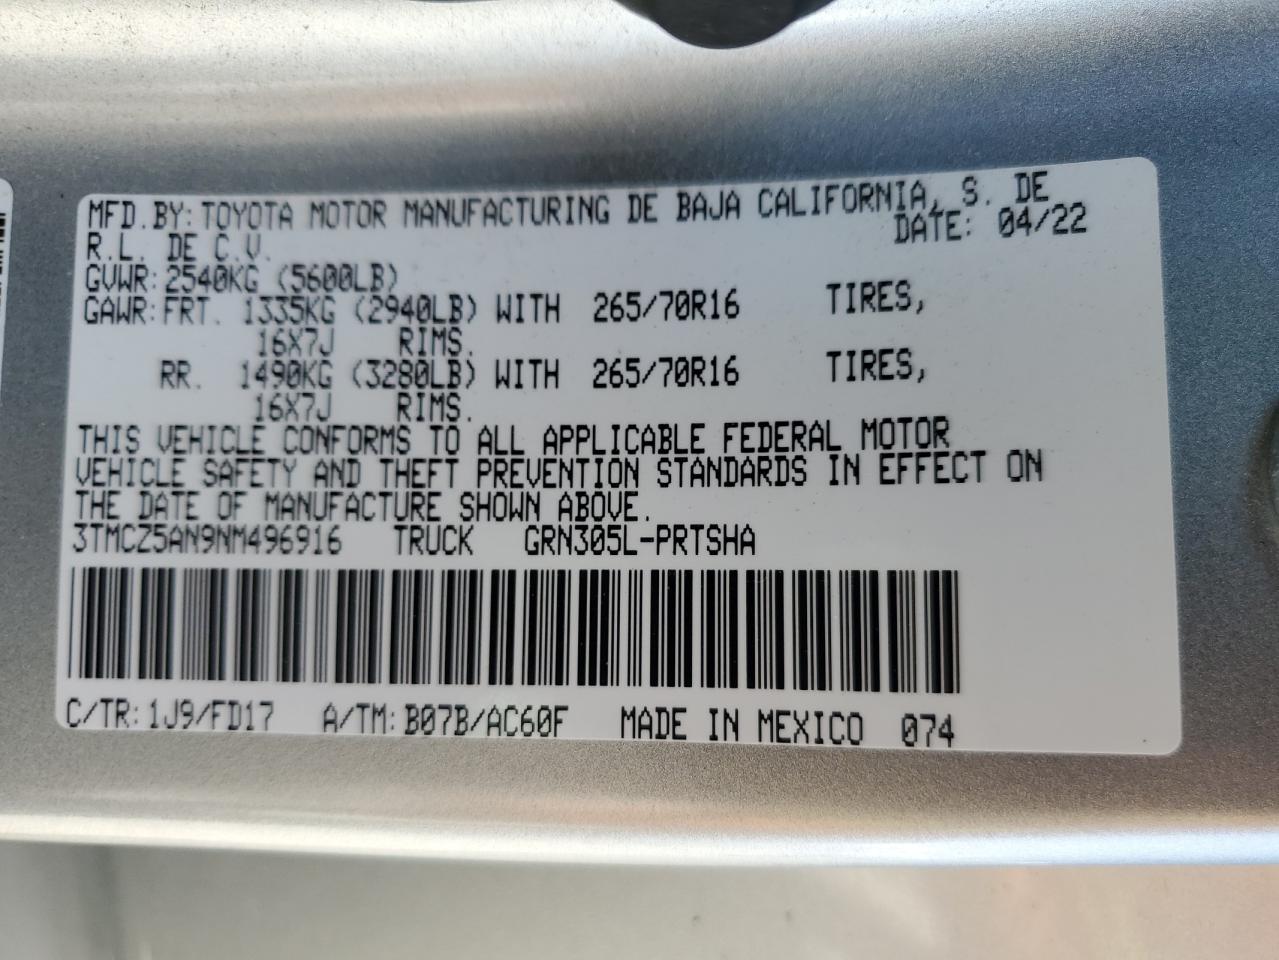 MFD.BY: TOYOTA MOTOR MANUFACTURING DE BAJA CALIFORNIA, S. DE
R.L. DE C.V. DATE: 04/22
GVWR: 2540KG (5600LB)
GAWR: FRT. 1335KG (2940LB) WITH 265/70R16 TIRES,
16X7J RIMS.
RR. 1490KG (3280LB) WITH 265/70R16 TIRES,
16X7J RIMS.
THIS VEHICLE CONFORMS TO ALL APPLICABLE FEDERAL MOTOR
VEHICLE SAFETY AND THEFT PREVENTION STANDARDS IN EFFECT ON
THE DATE OF MANUFACTURE SHOWN ABOVE.
3TMCZ5AN9NM496916 TRUCK GRN305L-PRTSHA
C/TR: 1J9/FD17 A/TM: B07B/AC60F MADE IN MEXICO 074